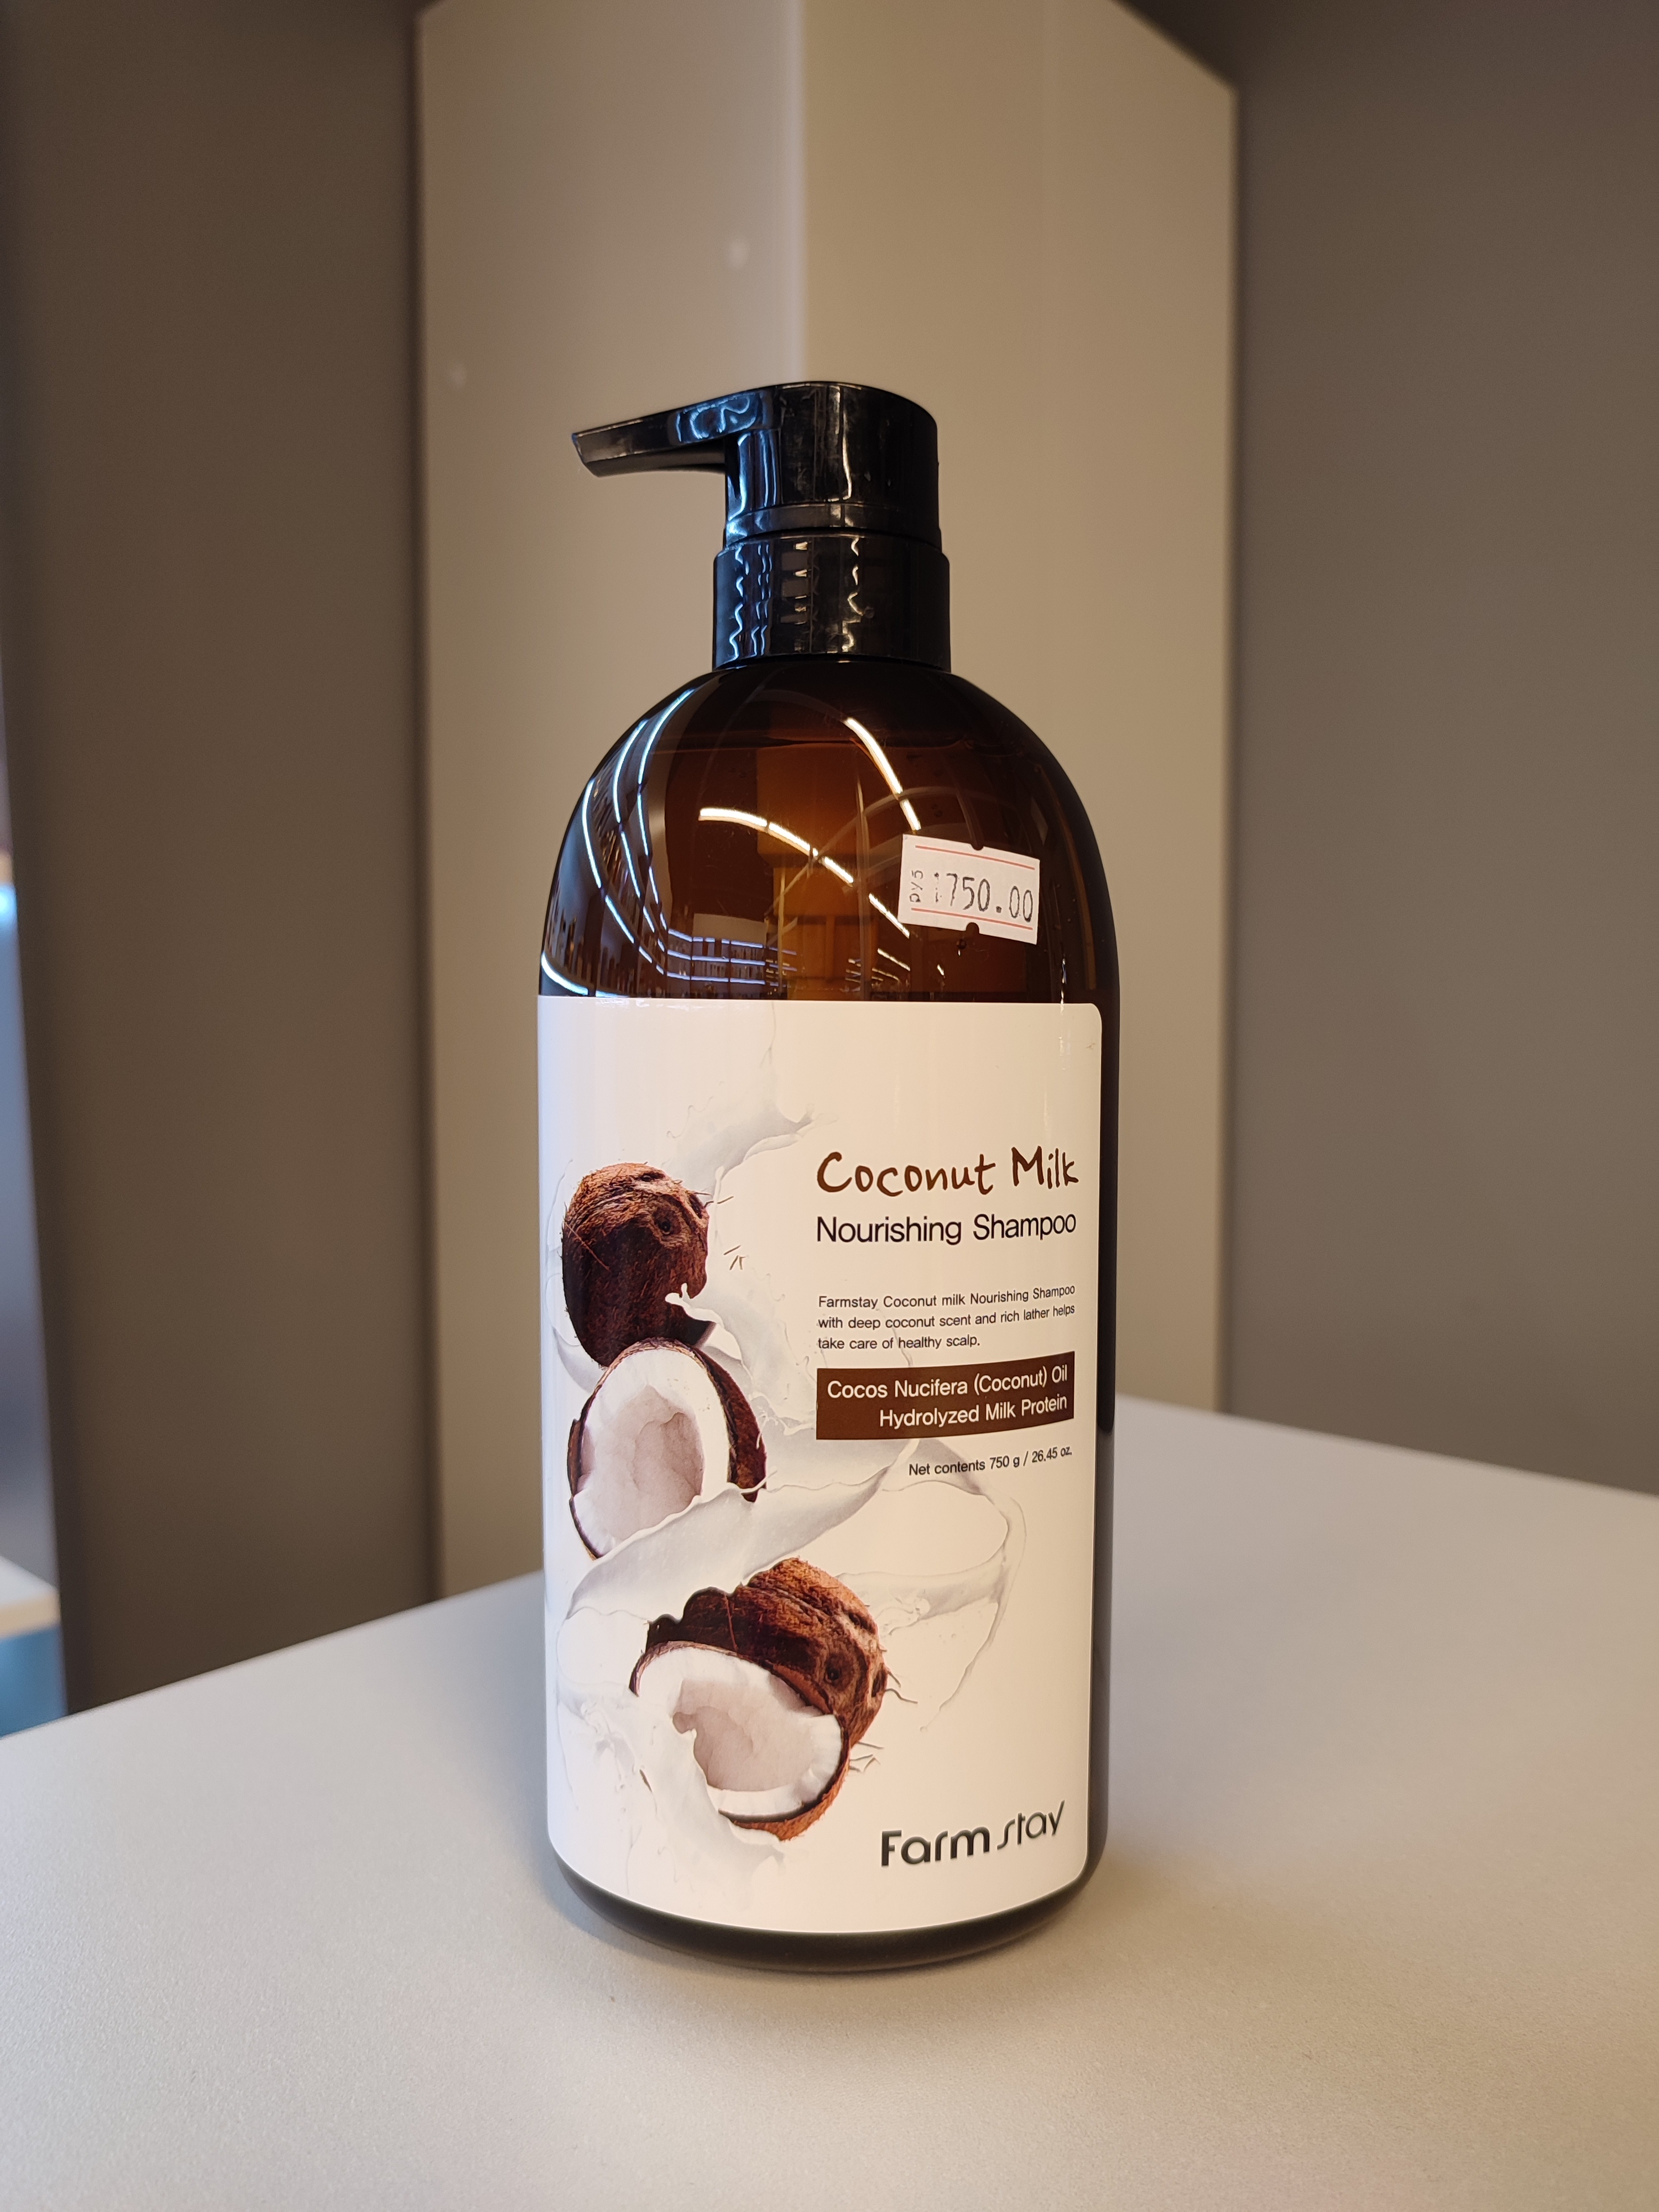 руб 1750.00
Coconut Milk
Nourishing Shampoo
Farmstay Coconut milk Nourishing Shampoo
with deep coconut scent and rich lather helps
take care of healthy scalp.
Cocos Nucifera (Coconut) Oil
Hydrolyzed Milk Protein
Net contents 750 g / 26.45 oz.
Farm stay